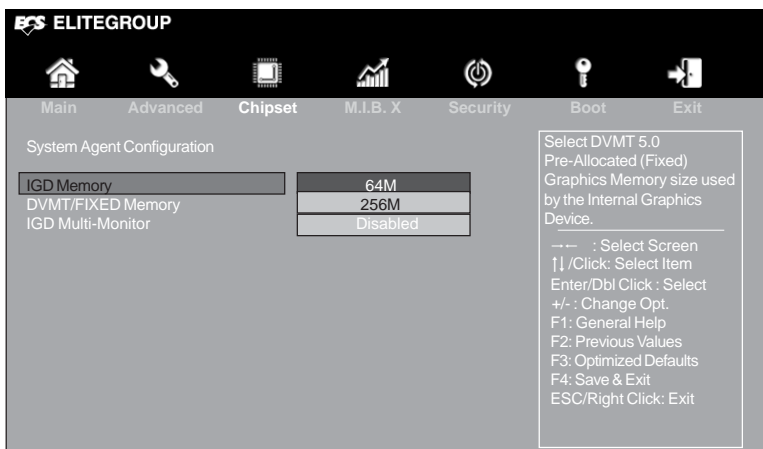 ECS ELITEGROUP
Main Advanced Chipset M.I.B. X Security Boot Exit
System Agent Configuration
IGD Memory 64M
DVMT/FIXED Memory 256M
IGD Multi-Monitor Disabled
Select DVMT 5.0
Pre-Allocated (Fixed)
Graphics Memory size used
by the Internal Graphics
Device.
→← : Select Screen
↑↓/Click: Select Item
Enter/Dbl Click : Select
+/- : Change Opt.
F1: General Help
F2: Previous Values
F3: Optimized Defaults
F4: Save & Exit
ESC/Right Click: Exit